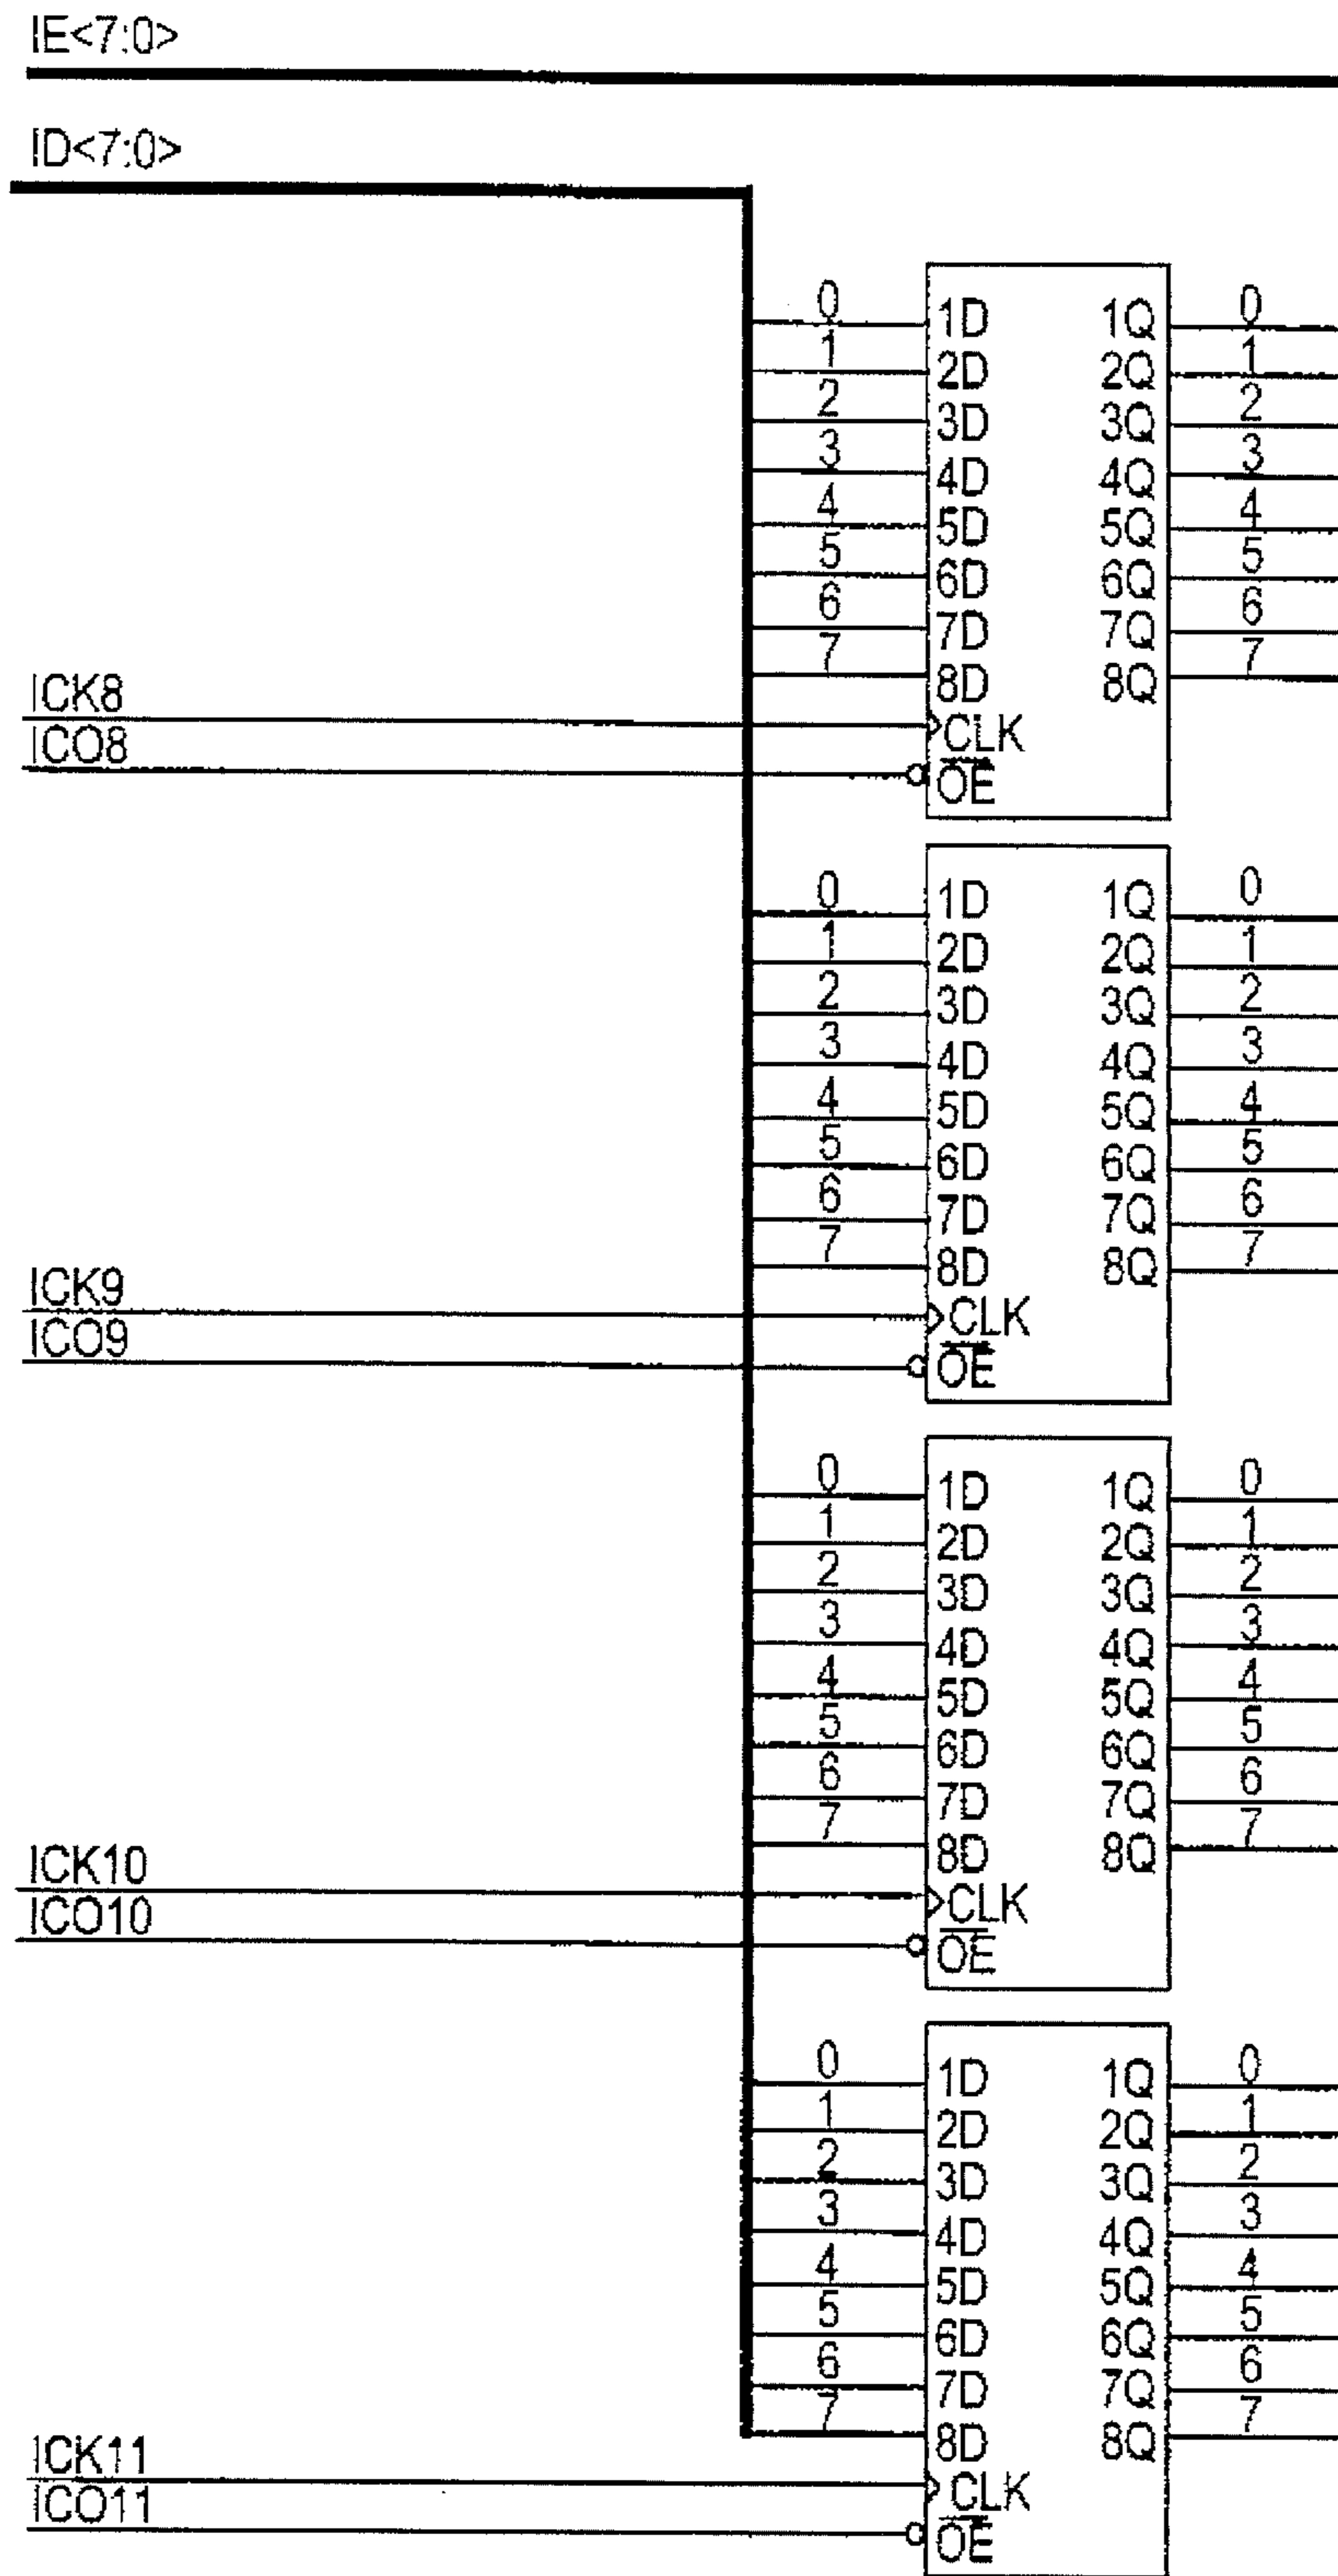 IE<7:0>
ID<7:0>
0 1D 1Q 0
1 2D 2Q 1
2 3D 3Q 2
3 4D 4Q 3
4 5D 5Q 4
5 6D 6Q 5
6 7D 7Q 6
7 8D 8Q 7
ICK8 CLK
ICO8 OE
0 1D 1Q 0
1 2D 2Q 1
2 3D 3Q 2
3 4D 4Q 3
4 5D 5Q 4
5 6D 6Q 5
6 7D 7Q 6
7 8D 8Q 7
ICK9 CLK
ICO9 OE
0 1D 1Q 0
1 2D 2Q 1
2 3D 3Q 2
3 4D 4Q 3
4 5D 5Q 4
5 6D 6Q 5
6 7D 7Q 6
7 8D 8Q 7
ICK10 CLK
ICO10 OE
0 1D 1Q 0
1 2D 2Q 1
2 3D 3Q 2
3 4D 4Q 3
4 5D 5Q 4
5 6D 6Q 5
6 7D 7Q 6
7 8D 8Q 7
ICK11 CLK
ICO11 OE